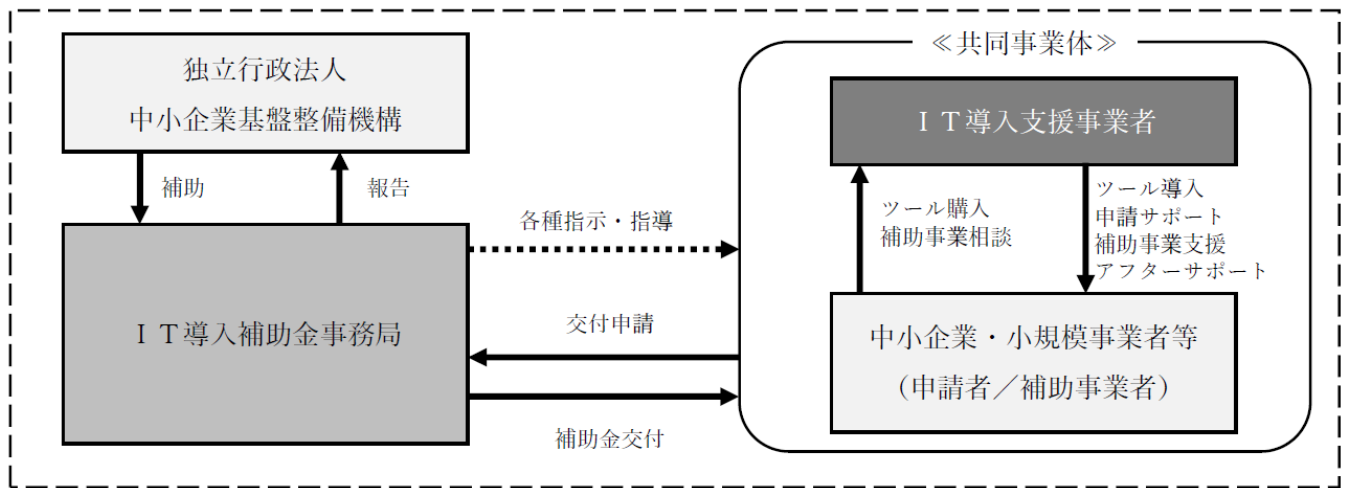 独立行政法人
中小企業基盤整備機構
補助
報告
ＩＴ導入補助金事務局
各種指示・指導
交付申請
補助金交付
≪共同事業体≫
ＩＴ導入支援事業者
ツール購入
補助事業相談
ツール導入
申請サポート
補助事業支援
アフターサポート
中小企業・小規模事業者等
（申請者／補助事業者）